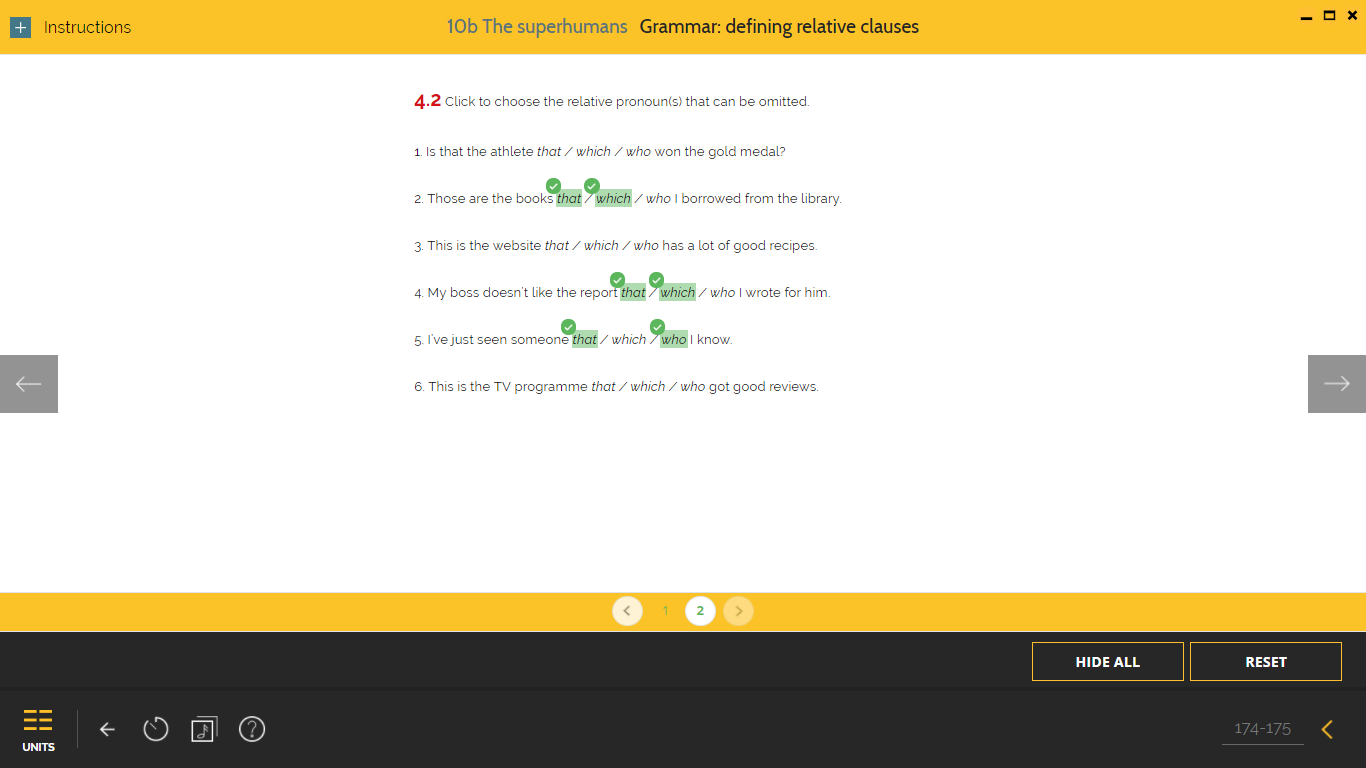 + Instructions
10b The superhumans Grammar: defining relative clauses
4.2 Click to choose the relative pronoun(s) that can be omitted.
1. Is that the athlete that / which / who won the gold medal?
2. Those are the books that / which / who I borrowed from the library.
3. This is the website that / which / who has a lot of good recipes.
4. My boss doesn't like the report that / which / who I wrote for him.
5. I've just seen someone that / which / who I know.
6. This is the TV programme that / which / who got good reviews.
1 2
HIDE ALL RESET
UNITS ? 174-175